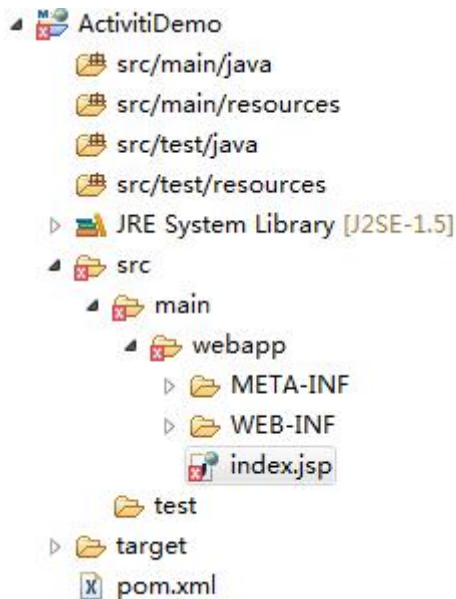 ActivitiDemo
src/main/java
src/main/resources
src/test/java
src/test/resources
JRE System Library [J2SE-1.5]
src
main
webapp
META-INF
WEB-INF
index.jsp
test
target
pom.xml